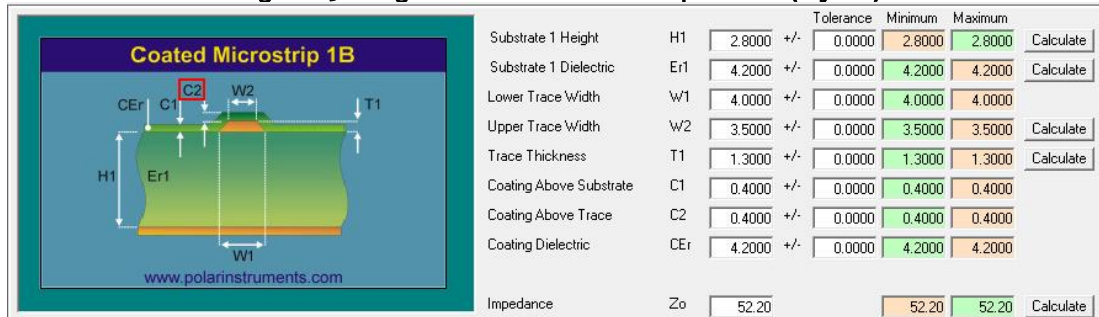 Tolerance Minimum Maximum
Coated Microstrip 1B
CEr C1 C2 W2 T1
H1 Er1
W1
www.polarinstruments.com
Substrate 1 Height H1 2.8000 +/- 0.0000 2.8000 2.8000 Calculate
Substrate 1 Dielectric Er1 4.2000 +/- 0.0000 4.2000 4.2000 Calculate
Lower Trace Width W1 4.0000 +/- 0.0000 4.0000 4.0000
Upper Trace Width W2 3.5000 +/- 0.0000 3.5000 3.5000 Calculate
Trace Thickness T1 1.3000 +/- 0.0000 1.3000 1.3000 Calculate
Coating Above Substrate C1 0.4000 +/- 0.0000 0.4000 0.4000
Coating Above Trace C2 0.4000 +/- 0.0000 0.4000 0.4000
Coating Dielectric CEr 4.2000 +/- 0.0000 4.2000 4.2000
Impedance Zo 52.20 52.20 52.20 Calculate